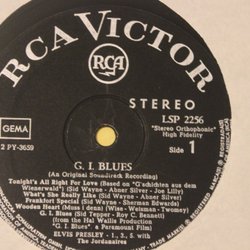 RCA VICTOR
RCA
STEREO
GEMA
LSP 2256
"Stereo Orthophonic"
High Fidelity
2 PY-3659
Side 1
G. I. BLUES
(An Original Soundtrack Recording)
Tonight's All Right For Love (Based on "G'schichten aus dem
Wienerwald") (Sid Wayne - Abner Silver - Joe Lilly)
What's She Really Like (Sid Wayne - Abner Silver)
Frankfort Special (Sid Wayne - Sherman Edwards)
Wooden Heart (Muss i denn) (Wise - Weisman - Twomey)
G. I. Blues (Sid Tepper - Roy C. Bennett)
(from the Hal Wallis Production
"G. I. Blues" a Paramount Film)
ELVIS PRESLEY - 1., 3., 5. with
The Jordanaires